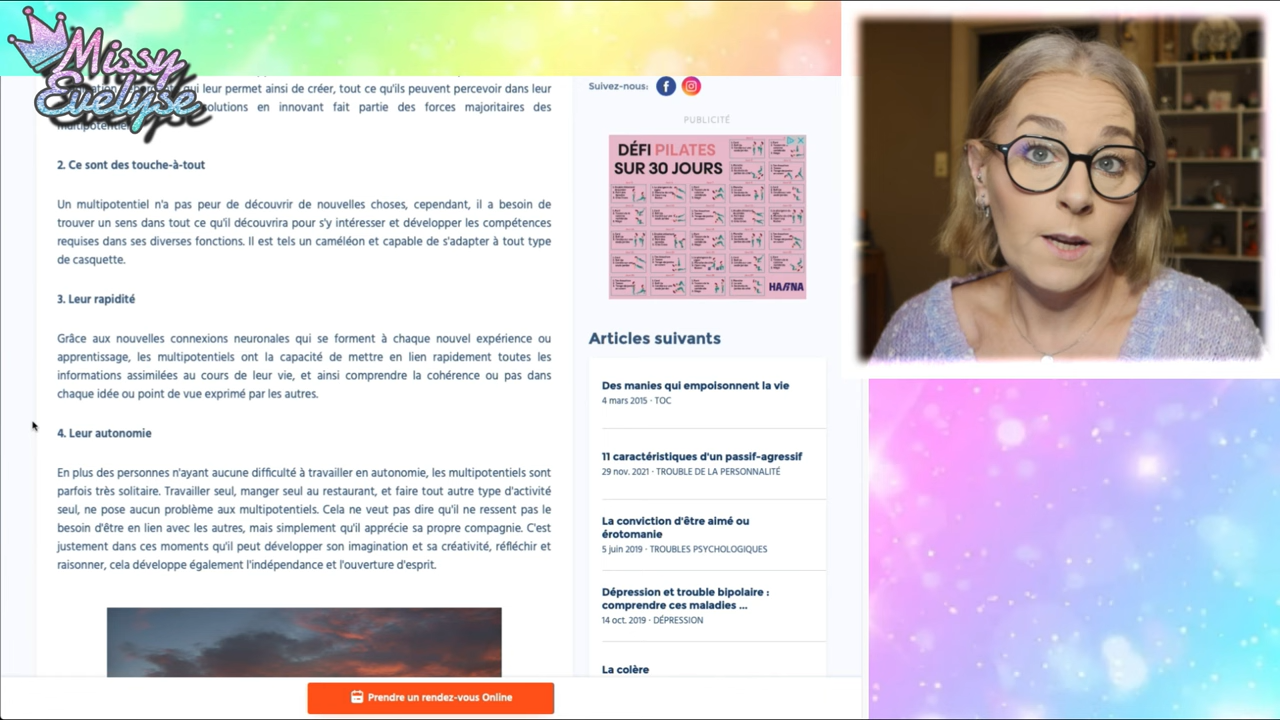 Missy
Evelyse
qui leur permet ainsi de créer, tout ce qu'ils peuvent percevoir dans leur
solutions en innovant fait partie des forces majoritaires des
2. Ce sont des touche-à-tout
Un multipotentiel n'a pas peur de découvrir de nouvelles choses, cependant, il a besoin de
trouver un sens dans tout ce qu'il découvrira pour s'y intéresser et développer les compétences
requises dans ses diverses fonctions. Il est tels un caméléon et capable de s'adapter à tout type
de casquette.
3. Leur rapidité
Grâce aux nouvelles connexions neuronales qui se forment à chaque nouvel expérience ou
apprentissage, les multipotentiels ont la capacité de mettre en lien rapidement toutes les
informations assimilées au cours de leur vie, et ainsi comprendre la cohérence ou pas dans
chaque idée ou point de vue exprimé par les autres.
4. Leur autonomie
En plus des personnes n'ayant aucune difficulté à travailler en autonomie, les multipotentiels sont
parfois très solitaire. Travailler seul, manger seul au restaurant, et faire tout autre type d'activité
seul, ne pose aucun problème aux multipotentiels. Cela ne veut pas dire qu'il ne ressent pas le
besoin d'être en lien avec les autres, mais simplement qu'il apprécie sa propre compagnie. C'est
justement dans ces moments qu'il peut développer son imagination et sa créativité, réfléchir et
raisonner, cela développe également l'indépendance et l'ouverture d'esprit.
Prendre un rendez-vous Online
Suivez-nous:
PUBLICITÉ
DÉFI PILATES
SUR 30 JOURS
Articles suivants
Des manies qui empoisonnent la vie
4 mars 2015 · TOC
11 caractéristiques d'un passif-agressif
29 nov. 2021 · TROUBLE DE LA PERSONNALITÉ
La conviction d'être aimé ou
érotomanie
5 juin 2019 · TROUBLES PSYCHOLOGIQUES
Dépression et trouble bipolaire :
comprendre ces maladies ...
14 oct. 2019 · DÉPRESSION
La colère